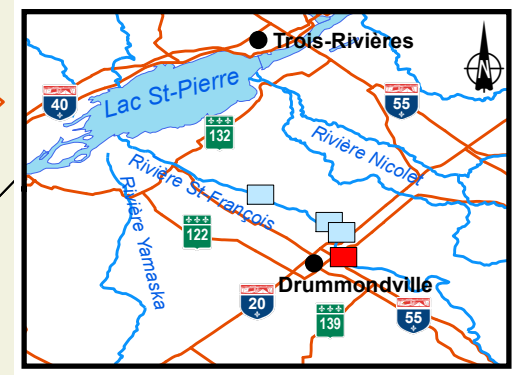 Trois-Rivières
N
Lac St-Pierre
40
55
132
Rivière Nicolet
Rivière St-François
Rivière Yamaska
122
Drummondville
20
139
55